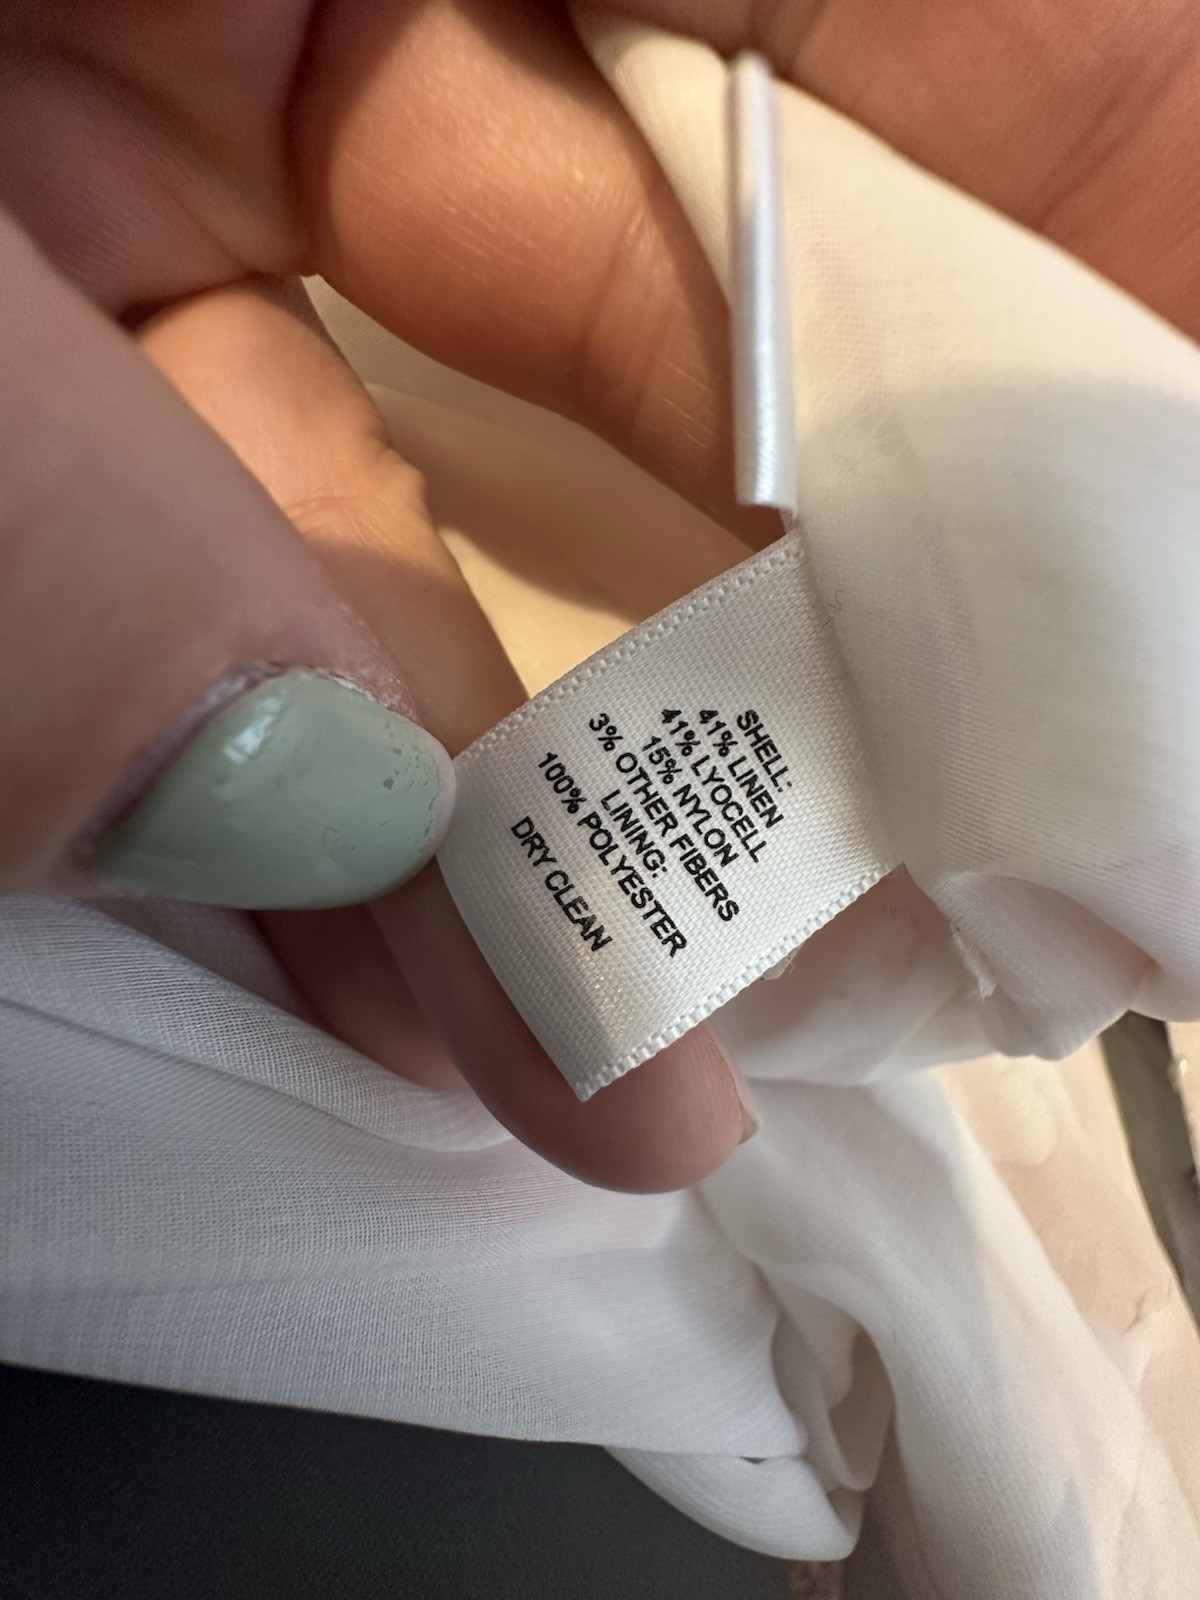 SHELL:
41% LINEN
41% LYOCELL
15% NYLON
3% OTHER FIBERS
LINING:
100% POLYESTER
DRY CLEAN